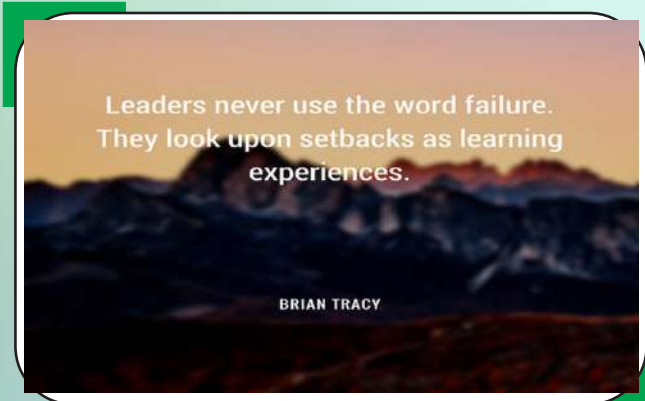 Leaders never use the word failure.
They look upon setbacks as learning
experiences.
BRIAN TRACY